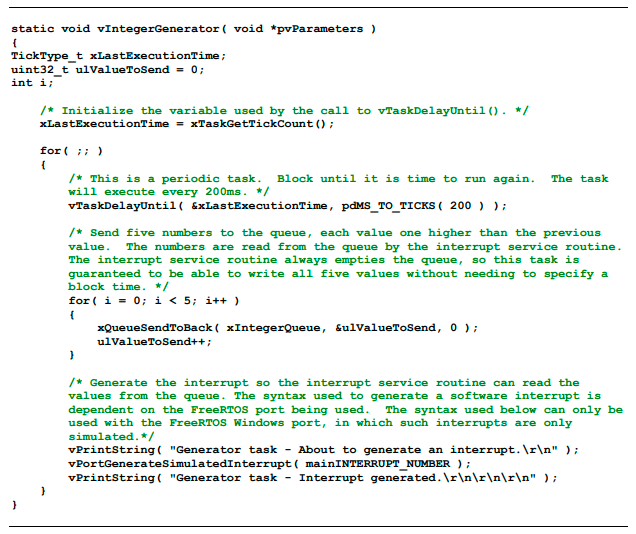 static void vIntegerGenerator( void *pvParameters )
{
TickType_t xLastExecutionTime;
uint32_t ulValueToSend = 0;
int i;
/* Initialize the variable used by the call to vTaskDelayUntil(). */
xLastExecutionTime = xTaskGetTickCount();
for( ;; )
{
/* This is a periodic task.  Block until it is time to run again.  The task
will execute every 200ms. */
vTaskDelayUntil( &xLastExecutionTime, pdMS_TO_TICKS( 200 ) );
/* Send five numbers to the queue, each value one higher than the previous
value.  The numbers are read from the queue by the interrupt service routine.
The interrupt service routine always empties the queue, so this task is
guaranteed to be able to write all five values without needing to specify a
block time. */
for( i = 0; i < 5; i++ )
{
xQueueSendToBack( xIntegerQueue, &ulValueToSend, 0 );
ulValueToSend++;
}
/* Generate the interrupt so the interrupt service routine can read the
values from the queue. The syntax used to generate a software interrupt is
dependent on the FreeRTOS port being used.  The syntax used below can only be
used with the FreeRTOS Windows port, in which such interrupts are only
simulated.*/
vPrintString( "Generator task - About to generate an interrupt.\r\n" );
vPortGenerateSimulatedInterrupt( mainINTERRUPT_NUMBER );
vPrintString( "Generator task - Interrupt generated.\r\n\r\n\r\n" );
}
}